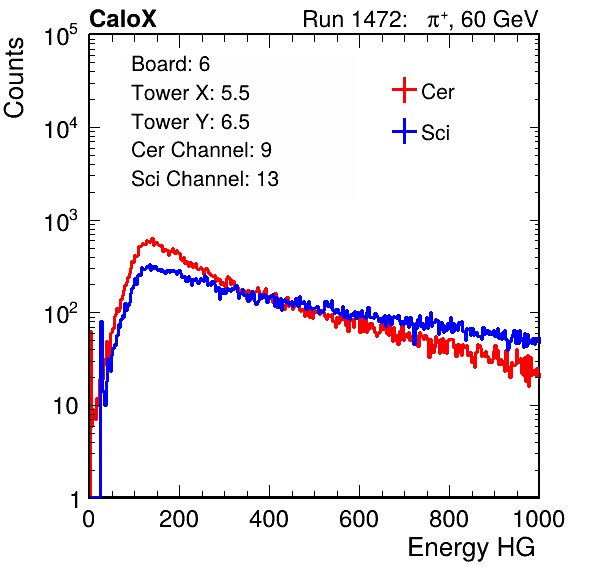 CaloX Run 1472: π⁺, 60 GeV
Counts
10⁵
10⁴
10³
10²
10
1
Board: 6
Tower X: 5.5
Tower Y: 6.5
Cer Channel: 9
Sci Channel: 13
Cer
Sci
0 200 400 600 800 1000
Energy HG